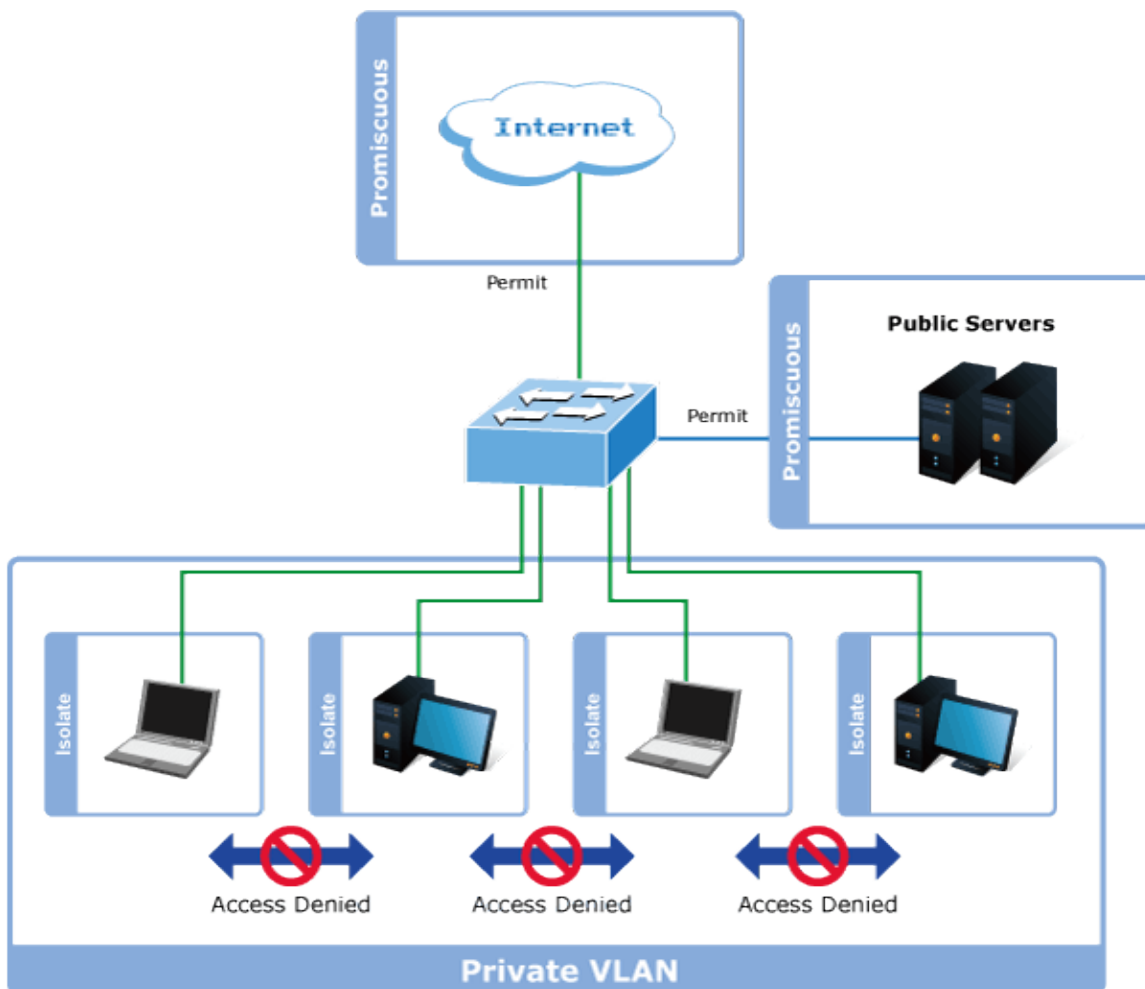 Promiscuous
Internet
Permit
Promiscuous
Public Servers
Permit
Isolate
Isolate
Isolate
Isolate
Access Denied
Access Denied
Access Denied
Private VLAN